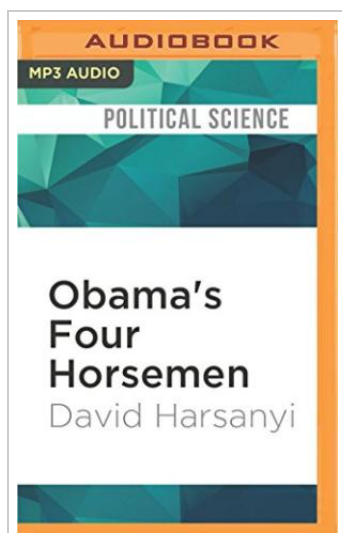 AUDIOBOOK
MP3 AUDIO
POLITICAL SCIENCE
Obama's
Four
Horsemen
David Harsanyi